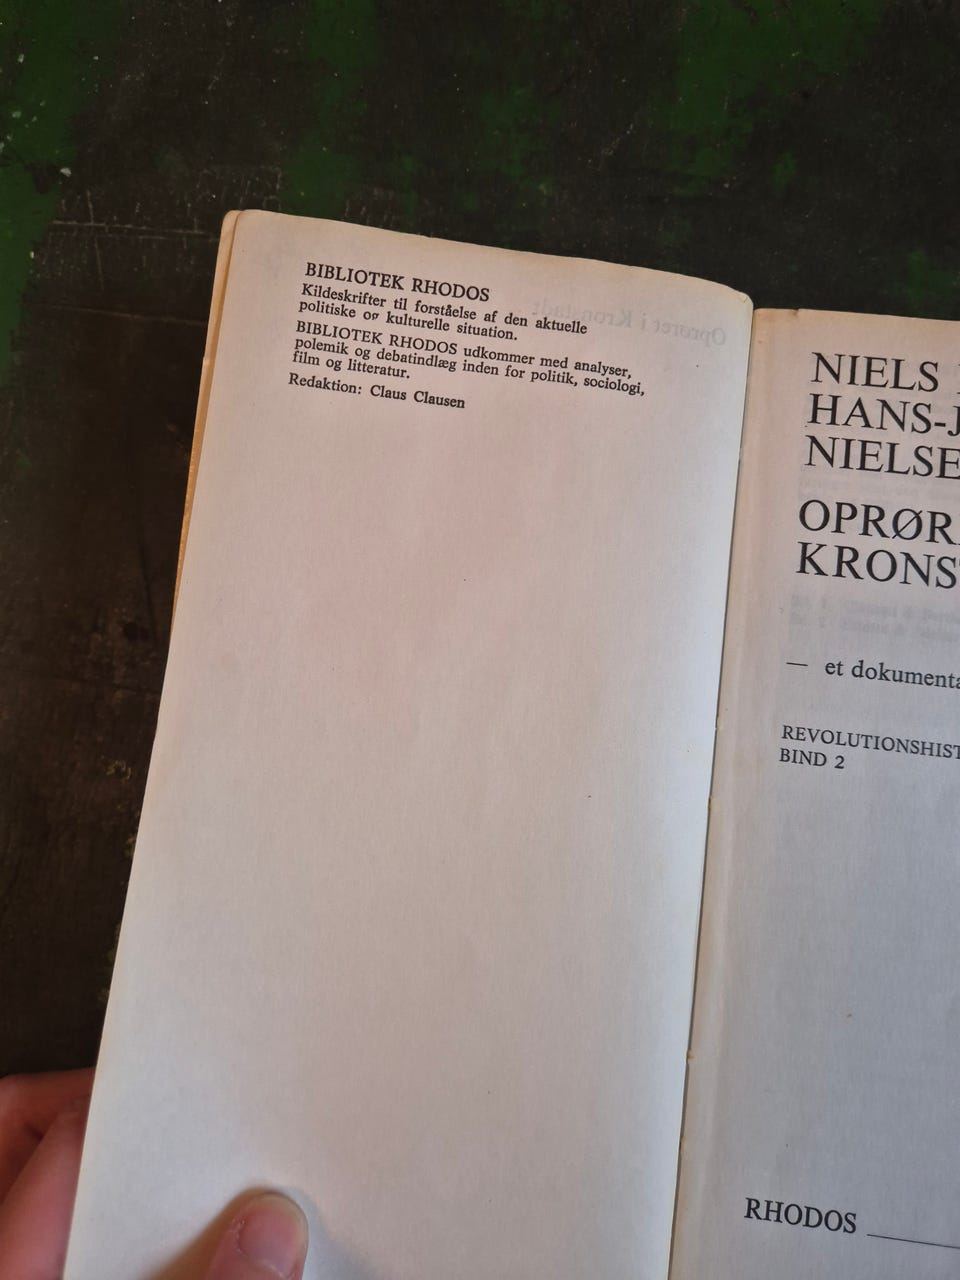 BIBLIOTEK RHODOS
Kildeskrifter til forståelse af den aktuelle
politiske og kulturelle situation.
BIBLIOTEK RHODOS udkommer med analyser,
polemik og debatindlæg inden for politik, sociologi,
film og litteratur.
Redaktion: Claus Clausen
Oprøret i Kronstadt
NIELS
HANS-J
NIELSE
OPRØR
KRONS
— et dokumenta
REVOLUTIONSHIST
BIND 2
RHODOS